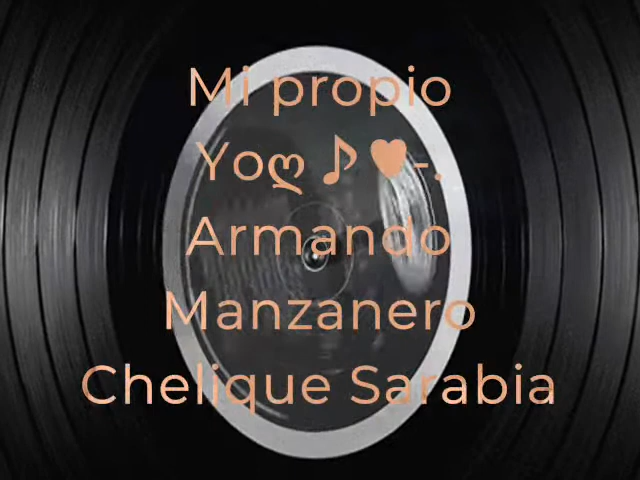 Mi propio
Yoღ ♪♥-.
Armando
Manzanero
Chelique Sarabia